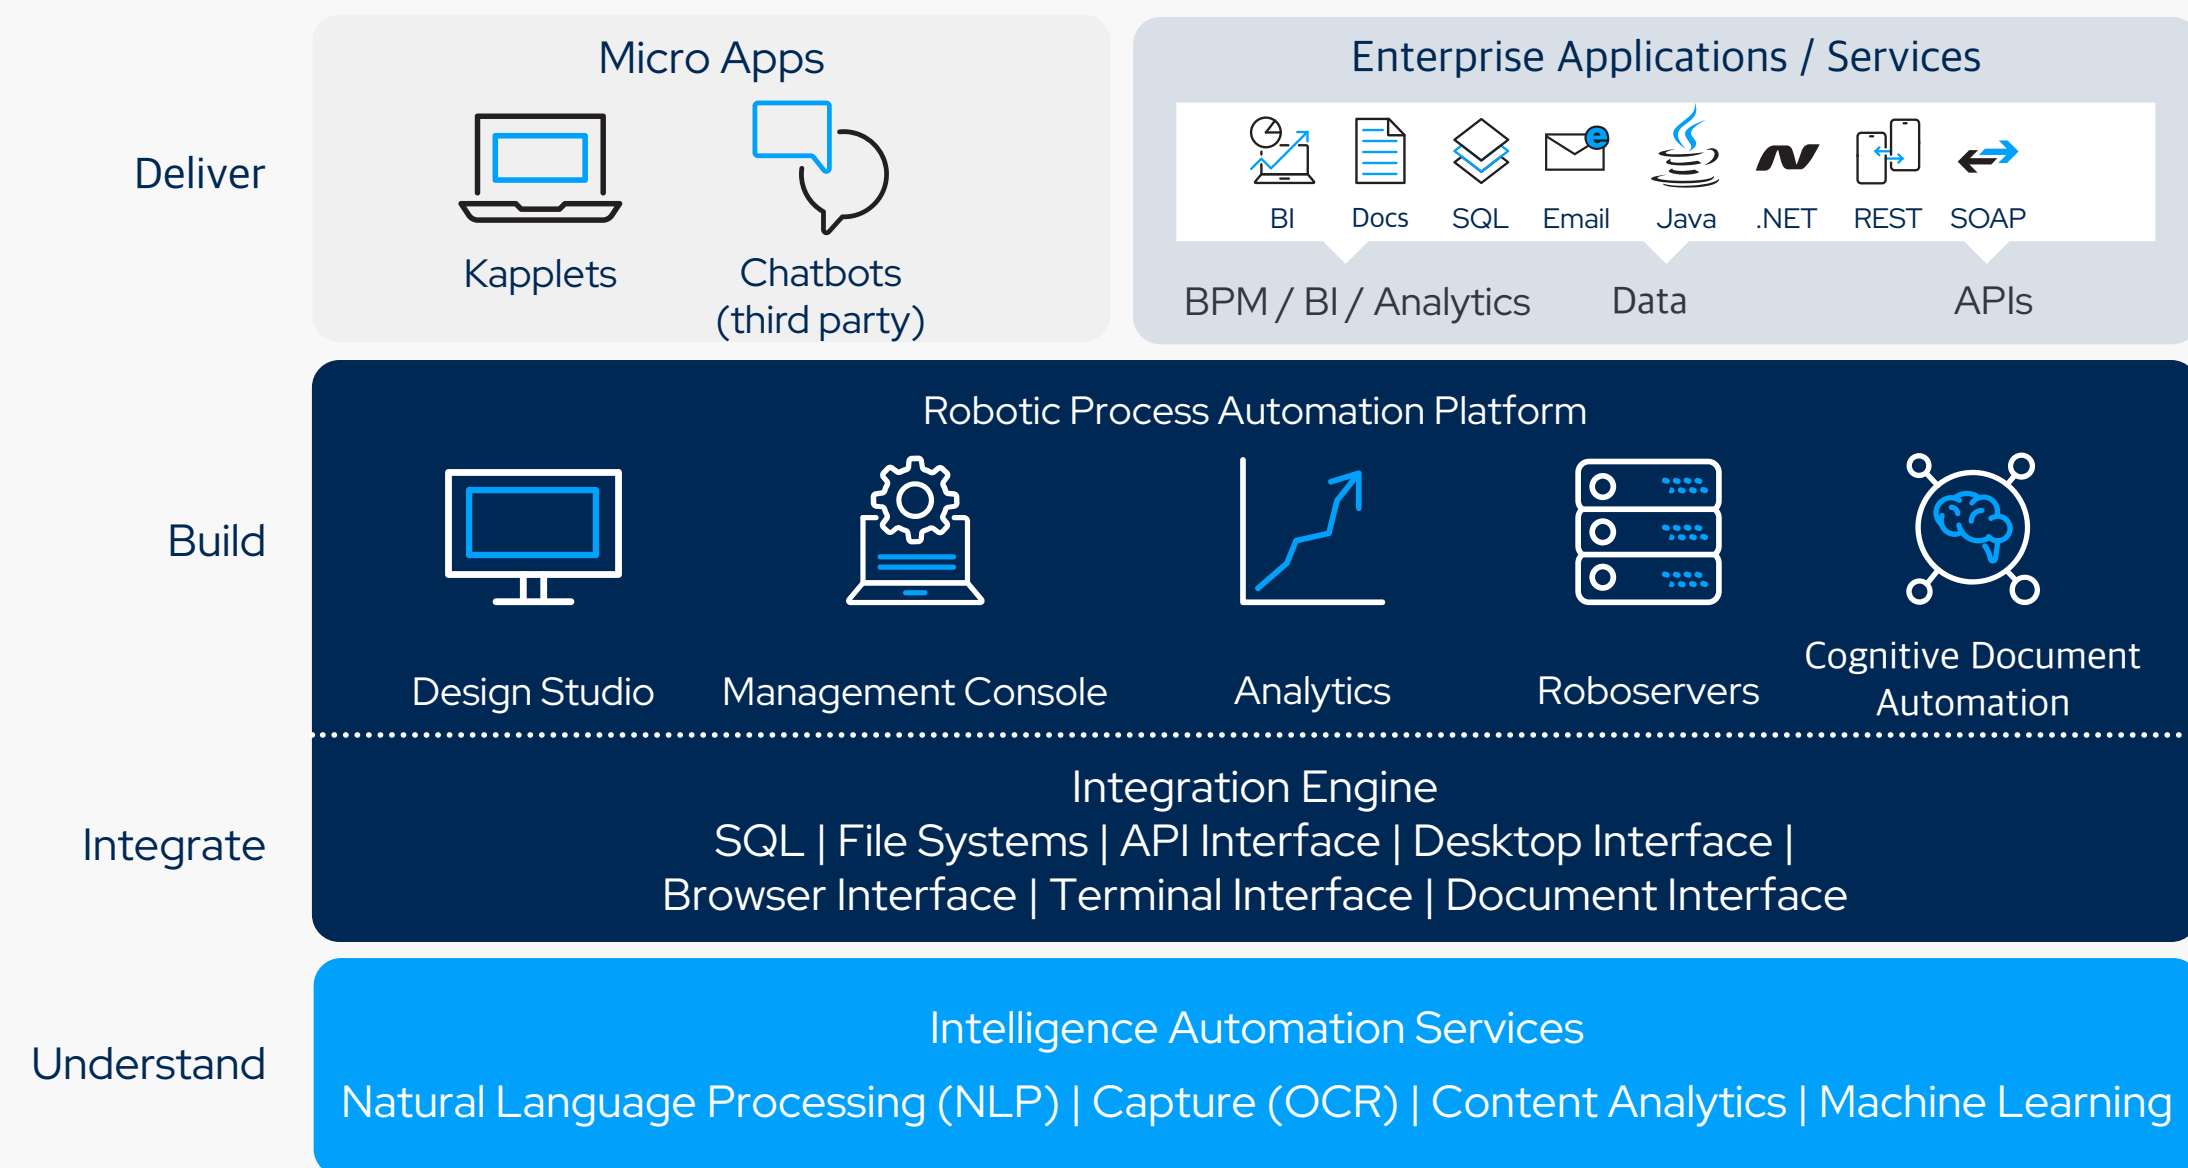 Deliver
Micro Apps
Kapplets
Chatbots
(third party)
Enterprise Applications / Services
BI
Docs
SQL
Email
Java
.NET
REST
SOAP
BPM / BI / Analytics
Data
APIs
Build
Robotic Process Automation Platform
Design Studio
Management Console
Analytics
Roboservers
Cognitive Document
Automation
Integrate
Integration Engine
SQL | File Systems | API Interface | Desktop Interface |
Browser Interface | Terminal Interface | Document Interface
Understand
Intelligence Automation Services
Natural Language Processing (NLP) | Capture (OCR) | Content Analytics | Machine Learning